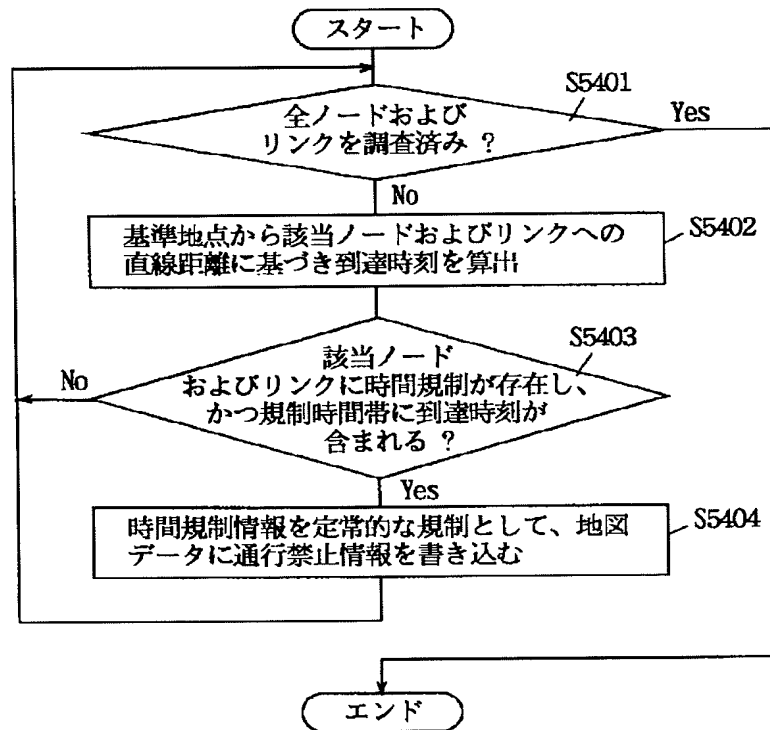 スタート
S5401
全ノードおよび
リンクを調査済み ?
Yes
No
基準地点から該当ノードおよびリンクへの
直線距離に基づき到達時刻を算出
S5402
S5403
該当ノード
およびリンクに時間規制が存在し、
かつ規制時間帯に到達時刻が
含まれる ?
No
Yes
時間規制情報を定常的な規制として、地図
データに通行禁止情報を書き込む
S5404
エンド